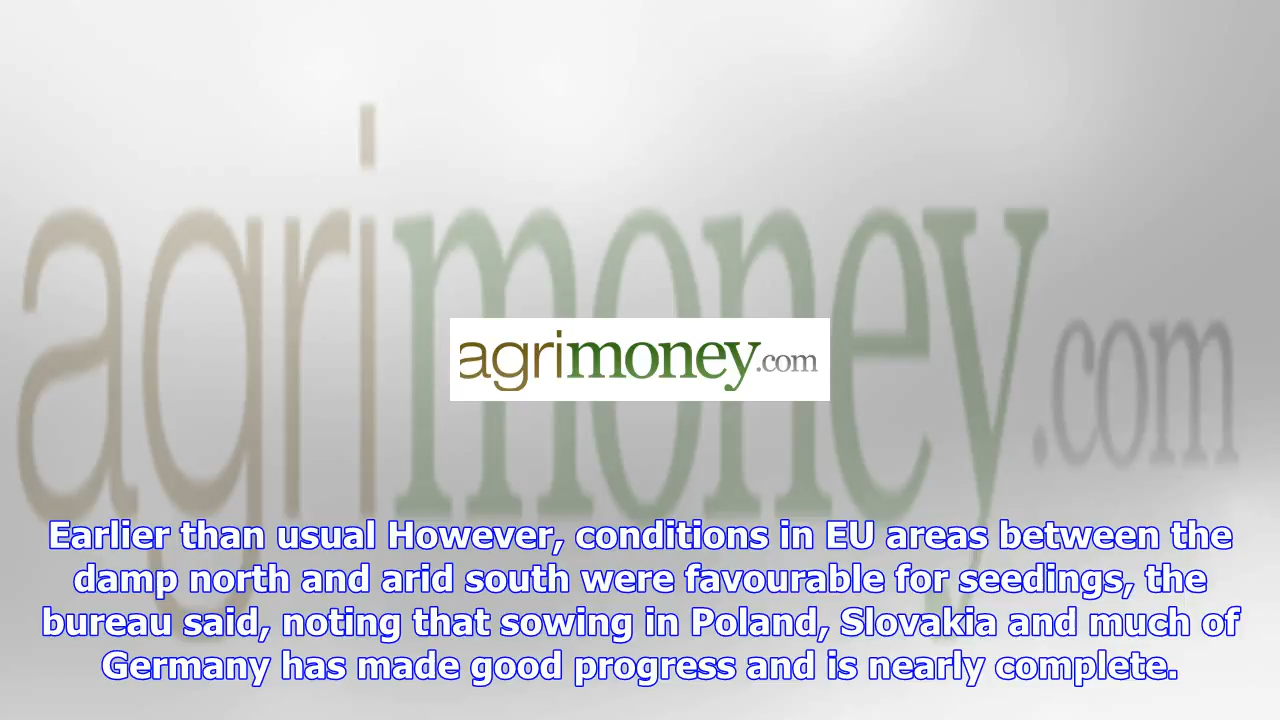 agrimoney.com
agrimoney.com
Earlier than usual However, conditions in EU areas between the
damp north and arid south were favourable for seedings, the
bureau said, noting that sowing in Poland, Slovakia and much of
Germany has made good progress and is nearly complete.